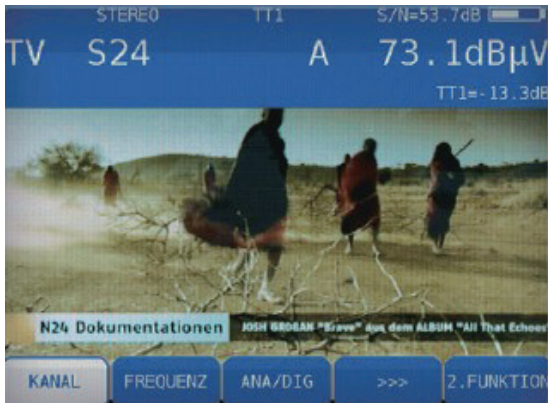 STEREO TT1 S/N=53.7dB
TV S24 A 73.1dBµV
TT1=-13.3dB
N24 Dokumentationen JOSH GROBAN "Brave" aus dem ALBUM "All That Echoes"
KANAL FREQUENZ ANA/DIG >>> 2.FUNKTION